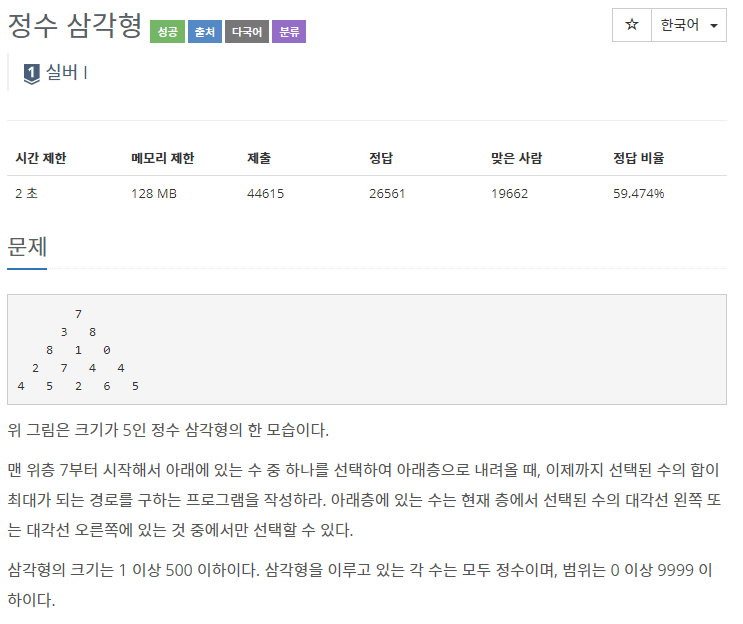 정수 삼각형 성공 출처 다국어 분류
☆ 한국어
1 실버 I
시간 제한 메모리 제한 제출 정답 맞은 사람 정답 비율
2 초 128 MB 44615 26561 19662 59.474%
문제
7
3 8
8 1 0
2 7 4 4
4 5 2 6 5
위 그림은 크기가 5인 정수 삼각형의 한 모습이다.
맨 위층 7부터 시작해서 아래에 있는 수 중 하나를 선택하여 아래층으로 내려올 때, 이제까지 선택된 수의 합이
최대가 되는 경로를 구하는 프로그램을 작성하라. 아래층에 있는 수는 현재 층에서 선택된 수의 대각선 왼쪽 또
는 대각선 오른쪽에 있는 것 중에서만 선택할 수 있다.
삼각형의 크기는 1 이상 500 이하이다. 삼각형을 이루고 있는 각 수는 모두 정수이며, 범위는 0 이상 9999 이
하이다.